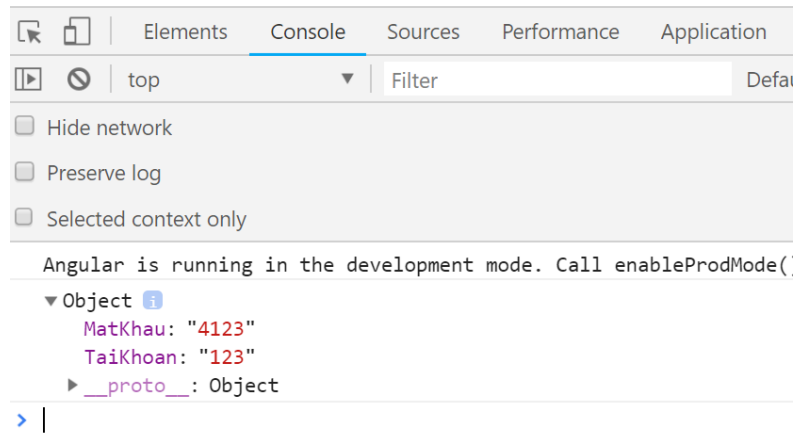 Elements Console Sources Performance Application
top Filter Defau
Hide network
Preserve log
Selected context only
Angular is running in the development mode. Call enableProdMode()
Object i
MatKhau: "4123"
TaiKhoan: "123"
__proto__: Object